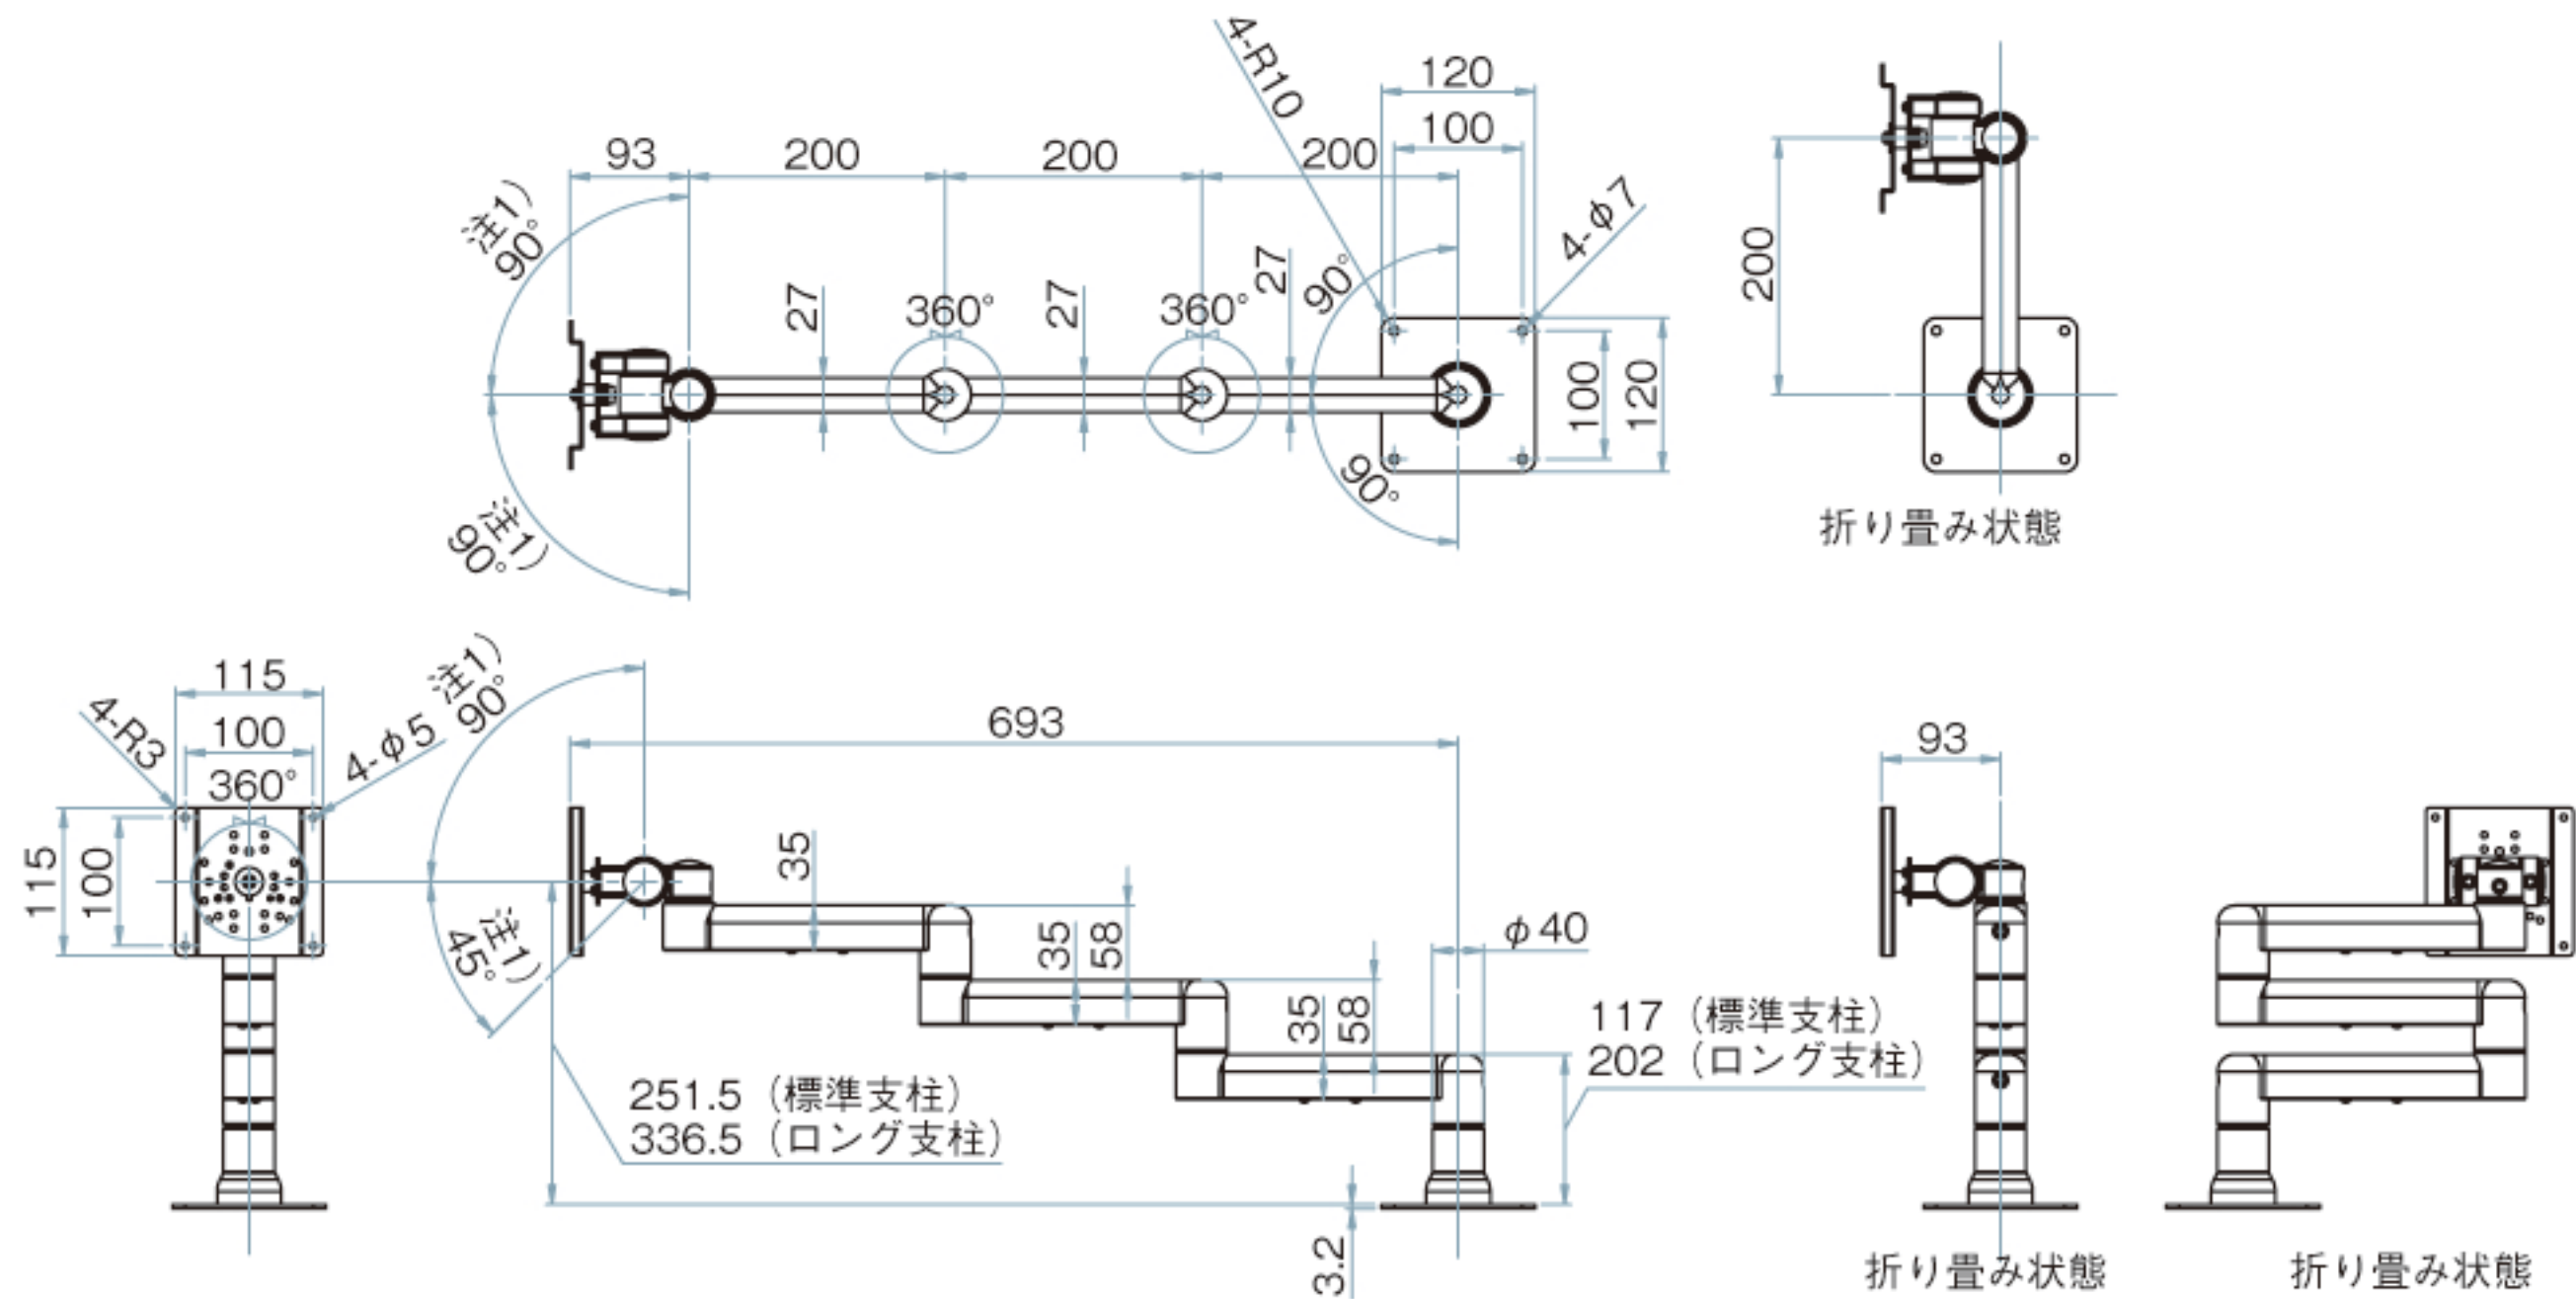 4-R10
120
100
93
200
200
200
注1)
90°
27
360°
27
360°
27
90°
4-φ7
200
100
120
90°
注1)
90°
折り畳み状態
115
100
360°
4-R3
4-φ5
注1)
90°
115
100
693
93
35
35
58
35
58
φ40
注1)
45°
117（標準支柱）
202（ロング支柱）
251.5（標準支柱）
336.5（ロング支柱）
3.2
折り畳み状態
折り畳み状態